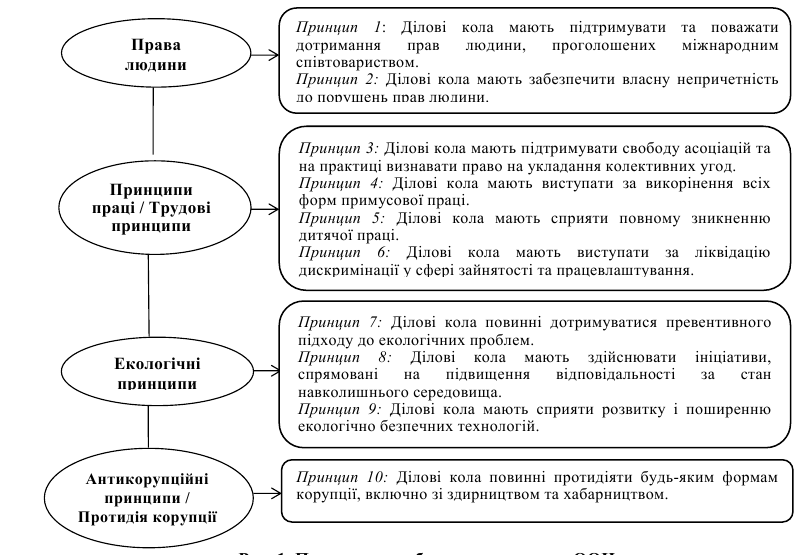 Права
людини
Принцип 1: Ділові кола мають підтримувати та поважати
дотримання прав людини, проголошених міжнародним
співтовариством.
Принцип 2: Ділові кола мають забезпечити власну непричетність
до порушень прав людини.
Принципи
праці / Трудові
принципи
Принцип 3: Ділові кола мають підтримувати свободу асоціацій та
на практиці визнавати право на укладання колективних угод.
Принцип 4: Ділові кола мають виступати за викорінення всіх
форм примусової праці.
Принцип 5: Ділові кола мають сприяти повному зникненню
дитячої праці.
Принцип 6: Ділові кола мають виступати за ліквідацію
дискримінації у сфері зайнятості та працевлаштування.
Екологічні
принципи
Принцип 7: Ділові кола повинні дотримуватися превентивного
підходу до екологічних проблем.
Принцип 8: Ділові кола мають здійснювати ініціативи,
спрямовані на підвищення відповідальності за стан
навколишнього середовища.
Принцип 9: Ділові кола мають сприяти розвитку і поширенню
екологічно безпечних технологій.
Антикорупційні
принципи /
Протидія корупції
Принцип 10: Ділові кола повинні протидіяти будь-яким формам
корупції, включно зі здирництвом та хабарництвом.